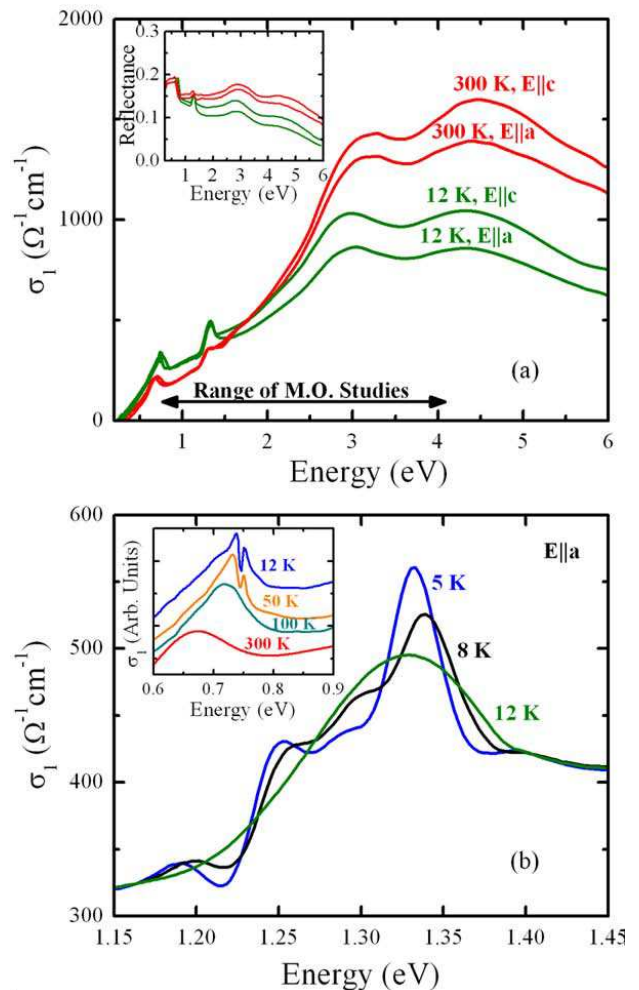 2000
0.3
0.2
0.1
0.0
Reflectance
1 2 3 4 5 6
Energy (eV)
300 K, E||c
300 K, E||a
12 K, E||c
12 K, E||a
1000
σ₁ (Ω⁻¹cm⁻¹)
(a)
Range of M.O. Studies
0
1 2 3 4 5 6
Energy (eV)
600
E||a
σ₁ (Arb. Units)
12 K
50 K
100 K
300 K
0.6 0.7 0.8 0.9
Energy (eV)
5 K
8 K
12 K
500
σ₁ (Ω⁻¹cm⁻¹)
400
(b)
300
1.15 1.20 1.25 1.30 1.35 1.40 1.45
Energy (eV)